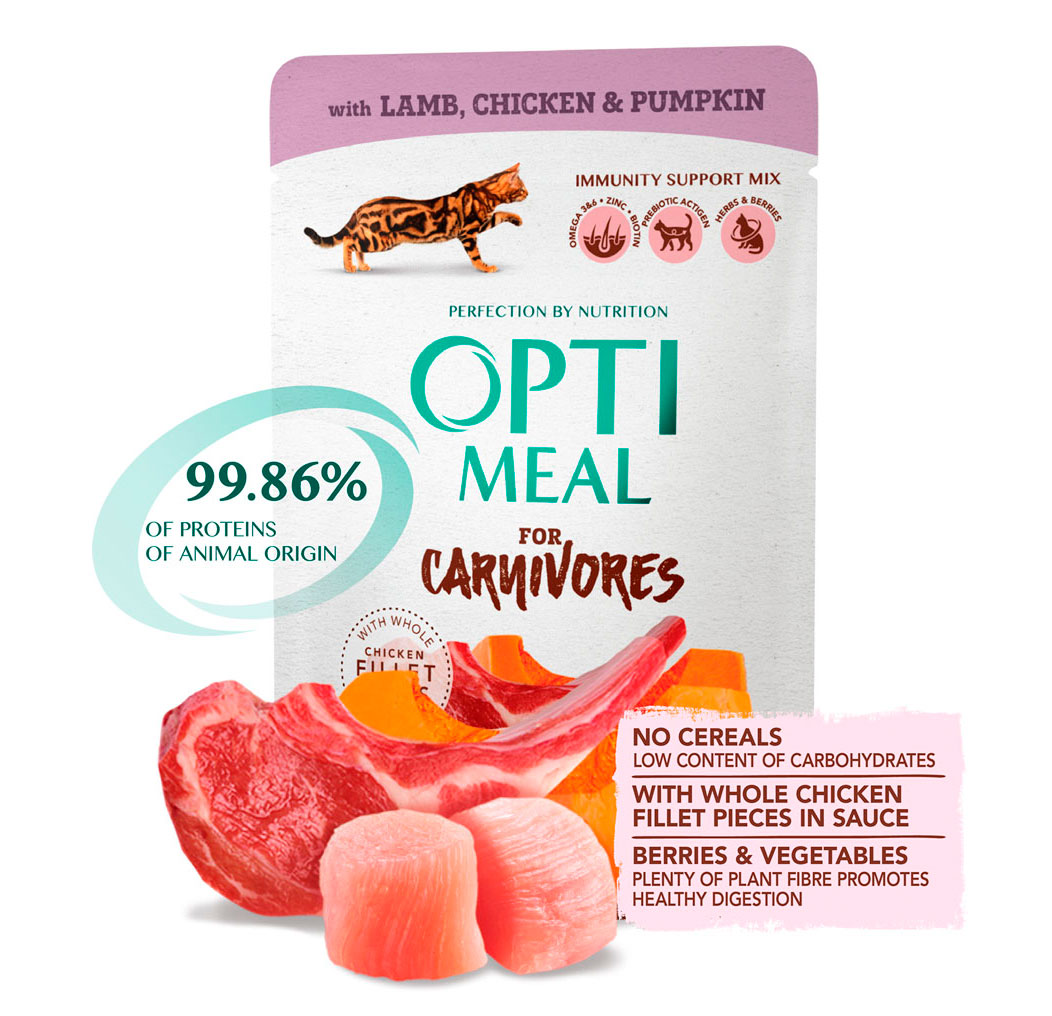 with LAMB, CHICKEN & PUMPKIN
IMMUNITY SUPPORT MIX
OMEGA 3&6 • ZINC • BIOTIN
PREBIOTIC ACTIGEN
HERBS & BERRIES
PERFECTION BY NUTRITION
OPTI
MEAL
FOR
CARNIVORES
99.86%
OF PROTEINS
OF ANIMAL ORIGIN
WITH WHOLE
CHICKEN
FILLET
NO CEREALS
LOW CONTENT OF CARBOHYDRATES
WITH WHOLE CHICKEN
FILLET PIECES IN SAUCE
BERRIES & VEGETABLES
PLENTY OF PLANT FIBRE PROMOTES
HEALTHY DIGESTION